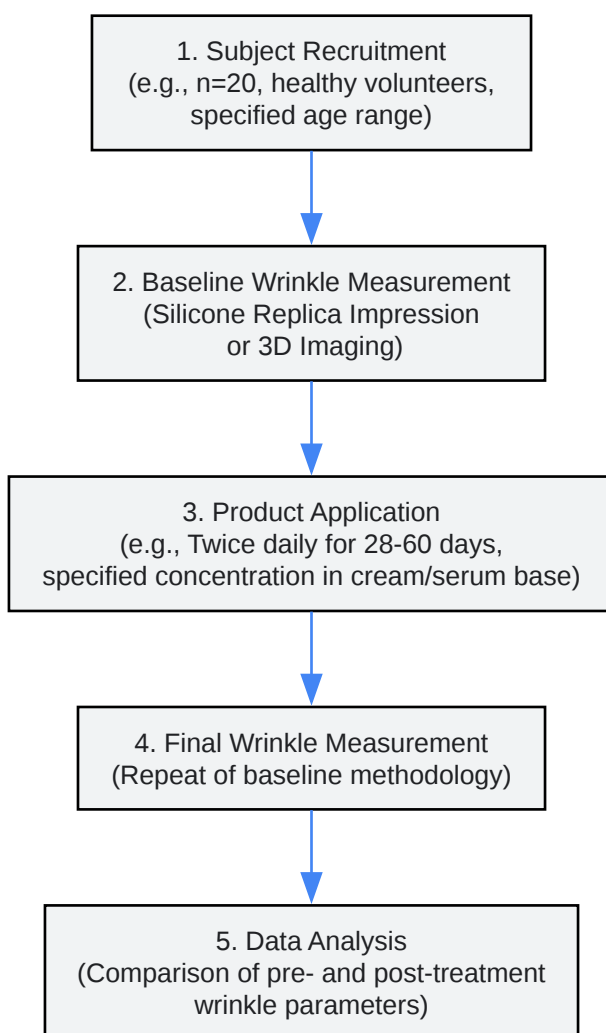 1. Subject Recruitment
(e.g., n=20, healthy volunteers,
specified age range)
2. Baseline Wrinkle Measurement
(Silicone Replica Impression
or 3D Imaging)
3. Product Application
(e.g., Twice daily for 28-60 days,
specified concentration in cream/serum base)
4. Final Wrinkle Measurement
(Repeat of baseline methodology)
5. Data Analysis
(Comparison of pre- and post-treatment
wrinkle parameters)